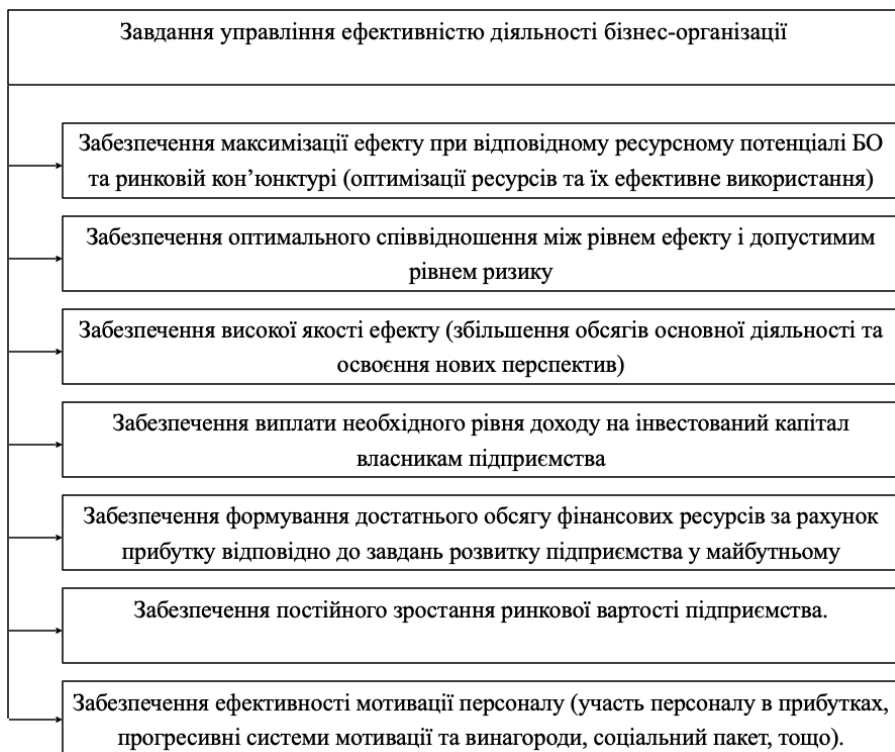 Завдання управління ефективністю діяльності бізнес-організації
Забезпечення максимізації ефекту при відповідному ресурсному потенціалі БО
та ринковій кон’юнктурі (оптимізації ресурсів та їх ефективне використання)
Забезпечення оптимального співвідношення між рівнем ефекту і допустимим
рівнем ризику
Забезпечення високої якості ефекту (збільшення обсягів основної діяльності та
освоєння нових перспектив)
Забезпечення виплати необхідного рівня доходу на інвестований капітал
власникам підприємства
Забезпечення формування достатнього обсягу фінансових ресурсів за рахунок
прибутку відповідно до завдань розвитку підприємства у майбутньому
Забезпечення постійного зростання ринкової вартості підприємства.
Забезпечення ефективності мотивації персоналу (участь персоналу в прибутках,
прогресивні системи мотивації та винагороди, соціальний пакет, тощо).